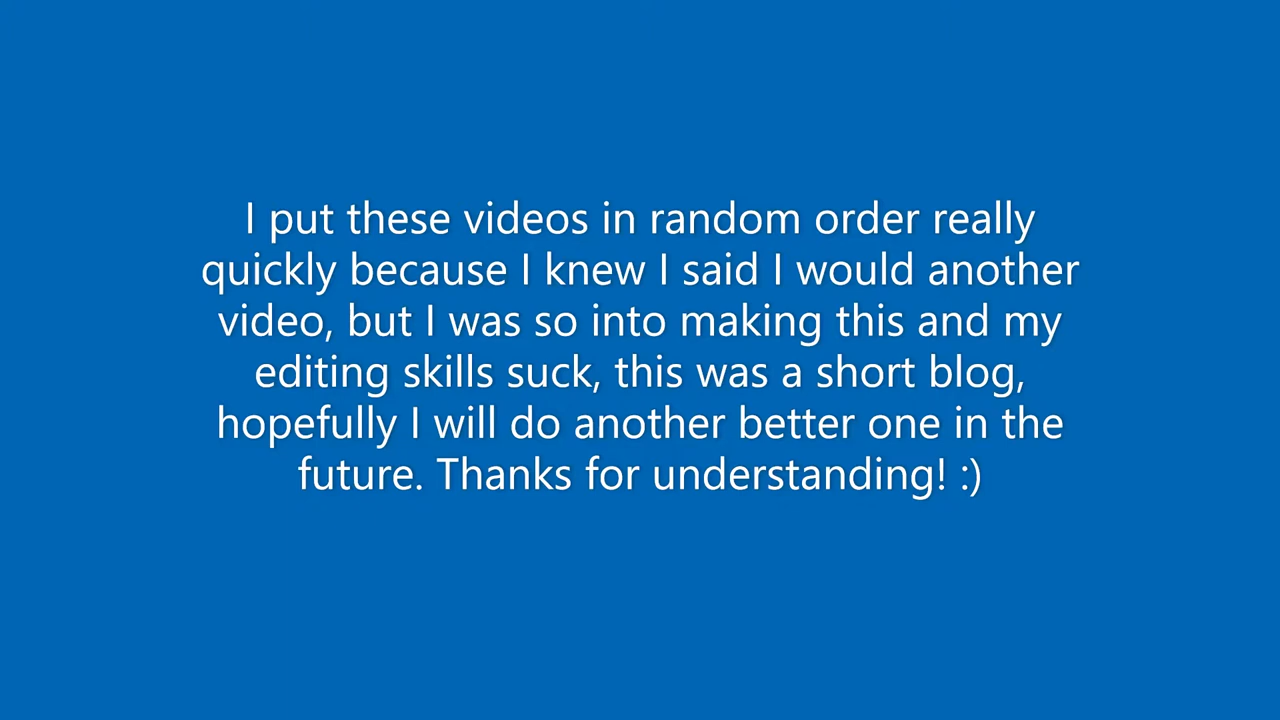 I put these videos in random order really
quickly because I knew I said I would another
video, but I was so into making this and my
editing skills suck, this was a short blog,
hopefully I will do another better one in the
future. Thanks for understanding! :)